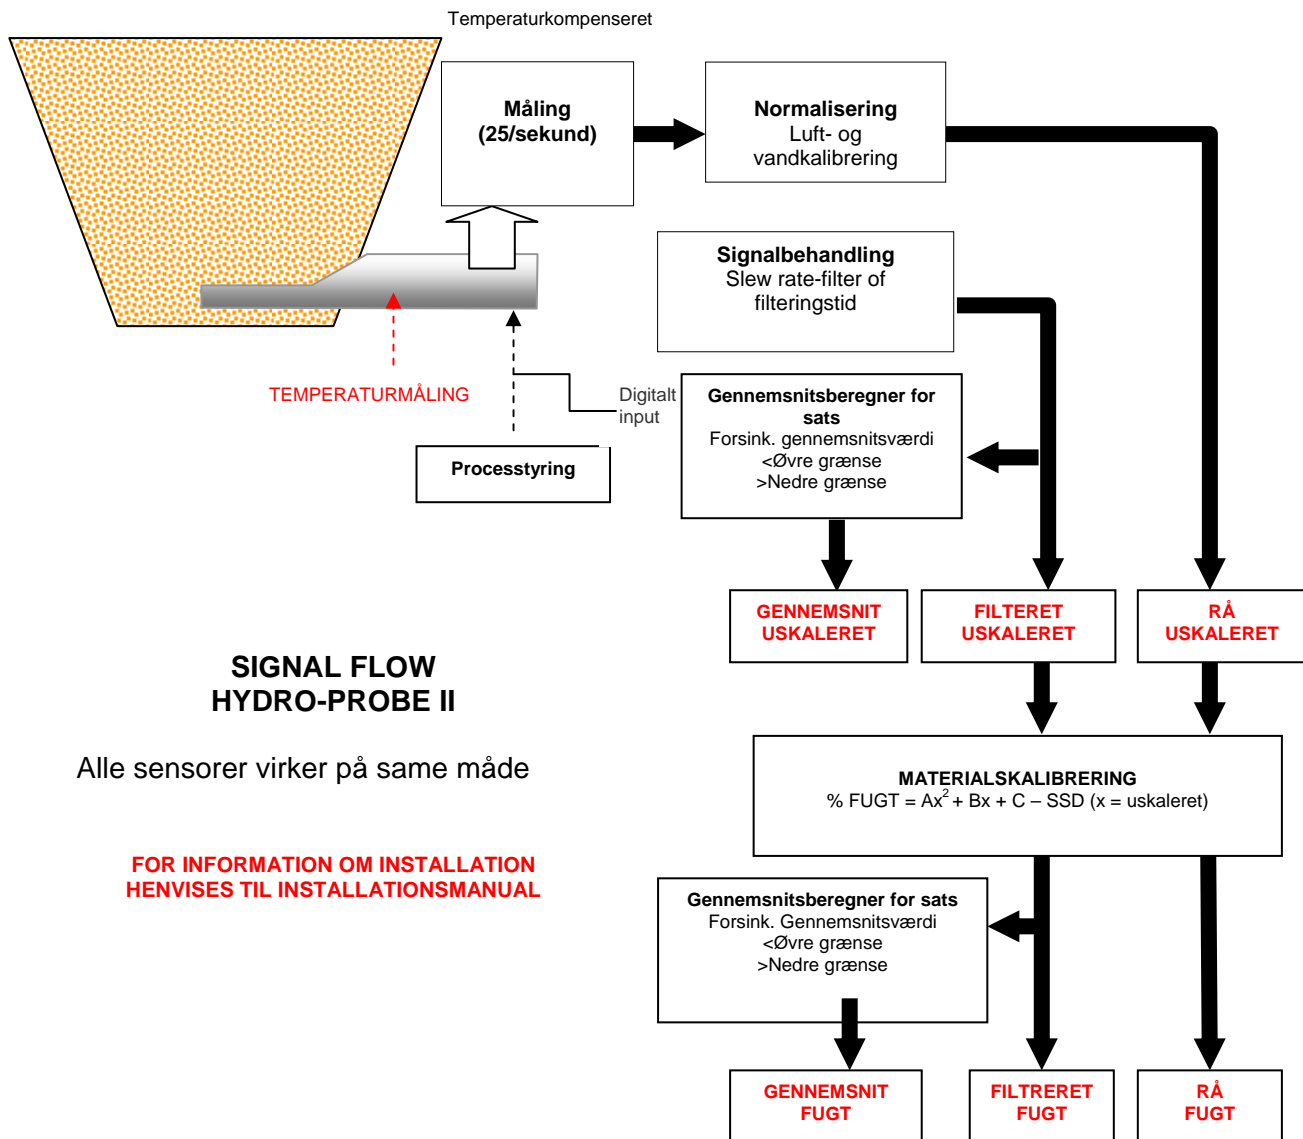 Temperaturkompenseret
Måling
(25/sekund)
Normalisering
Luft- og
vandkalibrering
Signalbehandling
Slew rate-filter of
filteringstid
TEMPERATURMÅLING
Digitalt
input
Processtyring
Gennemsnitsberegner for
sats
Forsink. gennemsnitsværdi
<Øvre grænse
>Nedre grænse
GENNEMSNIT
USKALERET
FILTERET
USKALERET
RÅ
USKALERET
SIGNAL FLOW
HYDRO-PROBE II
Alle sensorer virker på same måde
MATERIALSKALIBRERING
% FUGT = Ax² + Bx + C – SSD (x = uskaleret)
FOR INFORMATION OM INSTALLATION
HENVISES TIL INSTALLATIONSMANUAL
Gennemsnitsberegner for sats
Forsink. Gennemsnitsværdi
<Øvre grænse
>Nedre grænse
GENNEMSNIT
FUGT
FILTRERET
FUGT
RÅ
FUGT